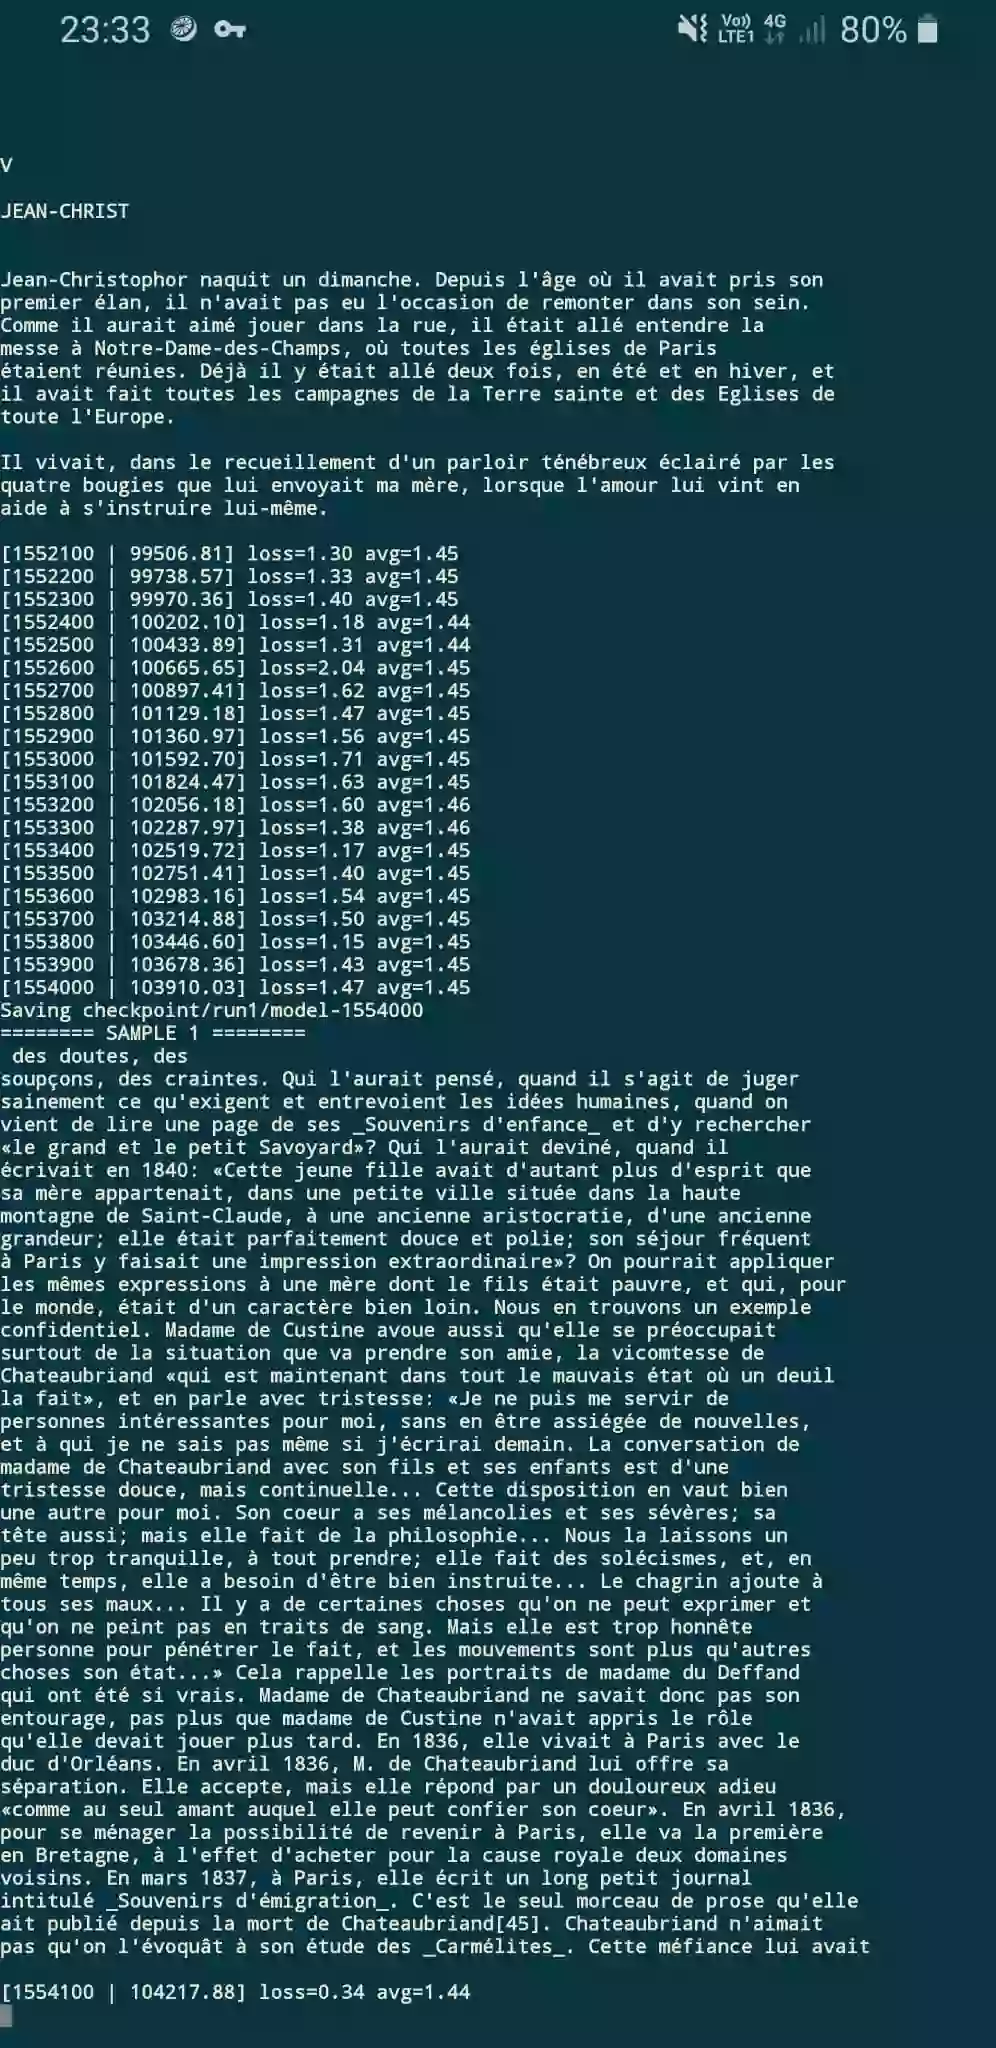 23:33 Vo) LTE1 4G 80%
V
JEAN-CHRIST
Jean-Christophor naquit un dimanche. Depuis l'âge où il avait pris son
premier élan, il n'avait pas eu l'occasion de remonter dans son sein.
Comme il aurait aimé jouer dans la rue, il était allé entendre la
messe à Notre-Dame-des-Champs, où toutes les églises de Paris
étaient réunies. Déjà il y était allé deux fois, en été et en hiver, et
il avait fait toutes les campagnes de la Terre sainte et des Eglises de
toute l'Europe.
Il vivait, dans le recueillement d'un parloir ténébreux éclairé par les
quatre bougies que lui envoyait ma mère, lorsque l'amour lui vint en
aide à s'instruire lui-même.
[1552100 | 99506.81] loss=1.30 avg=1.45
[1552200 | 99738.57] loss=1.33 avg=1.45
[1552300 | 99970.36] loss=1.40 avg=1.45
[1552400 | 100202.10] loss=1.18 avg=1.44
[1552500 | 100433.89] loss=1.31 avg=1.44
[1552600 | 100665.65] loss=2.04 avg=1.45
[1552700 | 100897.41] loss=1.62 avg=1.45
[1552800 | 101129.18] loss=1.47 avg=1.45
[1552900 | 101360.97] loss=1.56 avg=1.45
[1553000 | 101592.70] loss=1.71 avg=1.45
[1553100 | 101824.47] loss=1.63 avg=1.45
[1553200 | 102056.18] loss=1.60 avg=1.46
[1553300 | 102287.97] loss=1.38 avg=1.46
[1553400 | 102519.72] loss=1.17 avg=1.45
[1553500 | 102751.41] loss=1.40 avg=1.45
[1553600 | 102983.16] loss=1.54 avg=1.45
[1553700 | 103214.88] loss=1.50 avg=1.45
[1553800 | 103446.60] loss=1.15 avg=1.45
[1553900 | 103678.36] loss=1.43 avg=1.45
[1554000 | 103910.03] loss=1.47 avg=1.45
Saving checkpoint/run1/model-1554000
======== SAMPLE 1 ========
des doutes, des
soupçons, des craintes. Qui l'aurait pensé, quand il s'agit de juger
sainement ce qu'exigent et entrevoient les idées humaines, quand on
vient de lire une page de ses _Souvenirs d'enfance_ et d'y rechercher
«le grand et le petit Savoyard»? Qui l'aurait deviné, quand il
écrivait en 1840: «Cette jeune fille avait d'autant plus d'esprit que
sa mère appartenait, dans une petite ville située dans la haute
montagne de Saint-Claude, à une ancienne aristocratie, d'une ancienne
grandeur; elle était parfaitement douce et polie; son séjour fréquent
à Paris y faisait une impression extraordinaire»? On pourrait appliquer
les mêmes expressions à une mère dont le fils était pauvre, et qui, pour
le monde, était d'un caractère bien loin. Nous en trouvons un exemple
confidentiel. Madame de Custine avoue aussi qu'elle se préoccupait
surtout de la situation que va prendre son amie, la vicomtesse de
Chateaubriand «qui est maintenant dans tout le mauvais état où un deuil
la fait», et en parle avec tristesse: «Je ne puis me servir de
personnes intéressantes pour moi, sans en être assiégée de nouvelles,
et à qui je ne sais pas même si j'écrirai demain. La conversation de
madame de Chateaubriand avec son fils et ses enfants est d'une
tristesse douce, mais continuelle... Cette disposition en vaut bien
une autre pour moi. Son coeur a ses mélancolies et ses sévères; sa
tête aussi; mais elle fait de la philosophie... Nous la laissons un
peu trop tranquille, à tout prendre; elle fait des solécismes, et, en
même temps, elle a besoin d'être bien instruite... Le chagrin ajoute à
tous ses maux... Il y a de certaines choses qu'on ne peut exprimer et
qu'on ne peint pas en traits de sang. Mais elle est trop honnête
personne pour pénétrer le fait, et les mouvements sont plus qu'autres
choses son état...» Cela rappelle les portraits de madame du Deffand
qui ont été si vrais. Madame de Chateaubriand ne savait donc pas son
entourage, pas plus que madame de Custine n'avait appris le rôle
qu'elle devait jouer plus tard. En 1836, elle vivait à Paris avec le
duc d'Orléans. En avril 1836, M. de Chateaubriand lui offre sa
séparation. Elle accepte, mais elle répond par un douloureux adieu
«comme au seul amant auquel elle peut confier son coeur». En avril 1836,
pour se ménager la possibilité de revenir à Paris, elle va la première
en Bretagne, à l'effet d'acheter pour la cause royale deux domaines
voisins. En mars 1837, à Paris, elle écrit un long petit journal
intitulé _Souvenirs d'émigration_. C'est le seul morceau de prose qu'elle
ait publié depuis la mort de Chateaubriand[45]. Chateaubriand n'aimait
pas qu'on l'évoquât à son étude des _Carmélites_. Cette méfiance lui avait
[1554100 | 104217.88] loss=0.34 avg=1.44